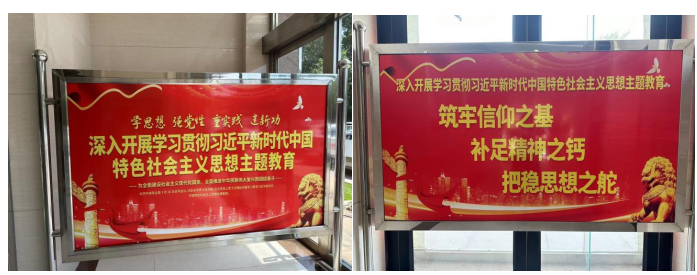 学思想 强党性 重实践 建新功
深入开展学习贯彻习近平新时代中国
特色社会主义思想主题教育
深入开展学习贯彻习近平新时代中国特色社会主义思想主题教育
筑牢信仰之基
补足精神之钙
把稳思想之舵